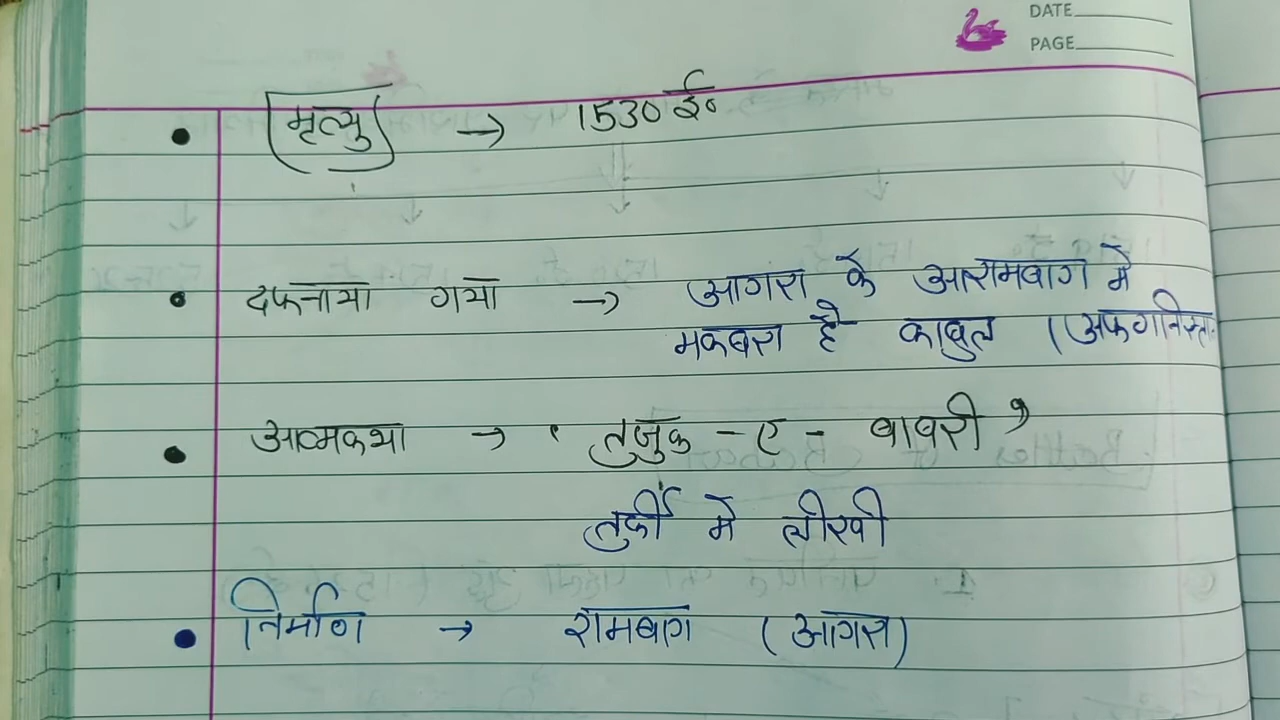 DATE
PAGE
मृत्यु → 1530 ई०
दफनाया गया → आगरा के आरामबाग मे
मकबरा है काबुल (अफगानिस्ता
आत्मकथा → ' तुजुक - ए - बाबरी '
तुर्की मे लीखी
निर्माण → रामबाग (आगरा)